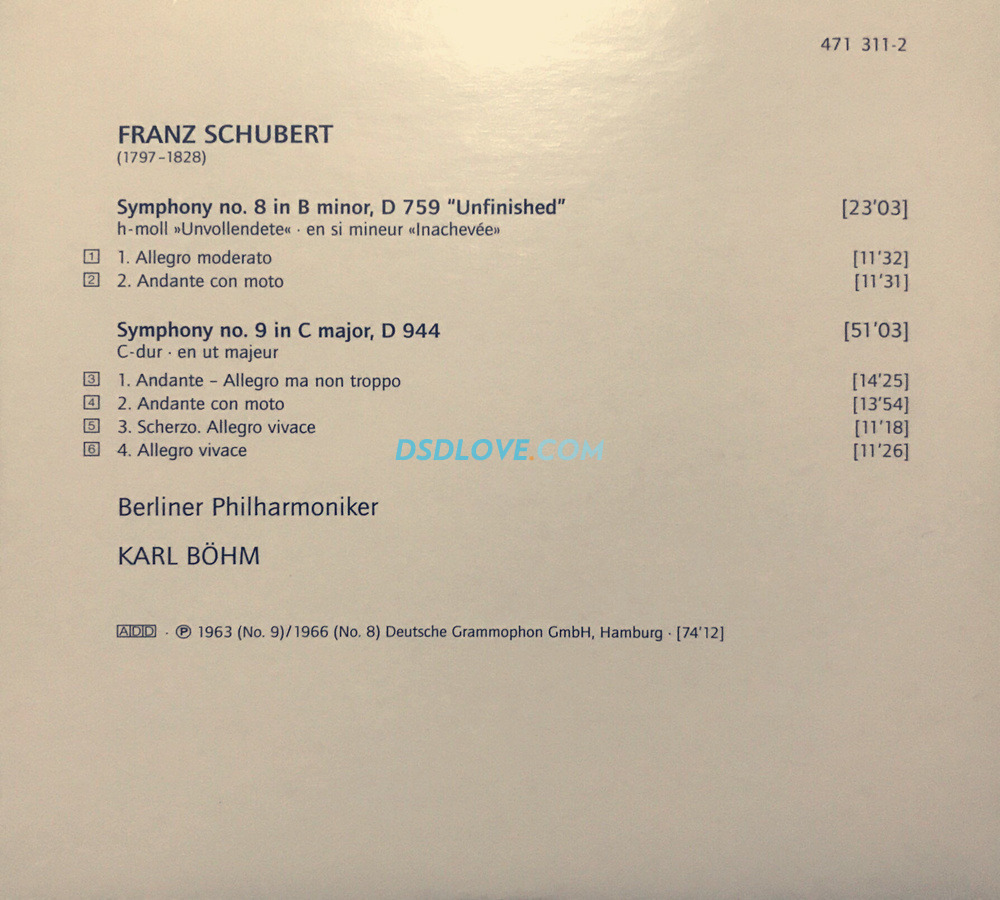 471 311-2
FRANZ SCHUBERT
(1797–1828)
Symphony no. 8 in B minor, D 759 “Unfinished” [23’03]
h-moll »Unvollendete« · en si mineur «Inachevée»
1 1. Allegro moderato [11’32]
2 2. Andante con moto [11’31]
Symphony no. 9 in C major, D 944 [51’03]
C-dur · en ut majeur
3 1. Andante – Allegro ma non troppo [14’25]
4 2. Andante con moto [13’54]
5 3. Scherzo. Allegro vivace [11’18]
6 4. Allegro vivace [11’26]
DSDLOVE.COM
Berliner Philharmoniker
KARL BÖHM
ADD · ℗ 1963 (No. 9)/1966 (No. 8) Deutsche Grammophon GmbH, Hamburg · [74’12]